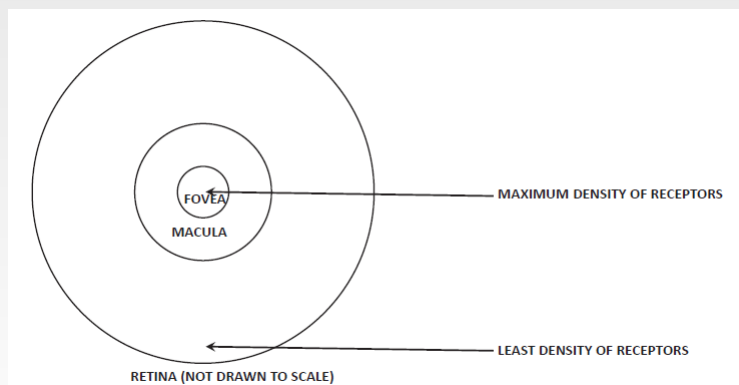 MAXIMUM DENSITY OF RECEPTORS
FOVEA
MACULA
LEAST DENSITY OF RECEPTORS
RETINA (NOT DRAWN TO SCALE)